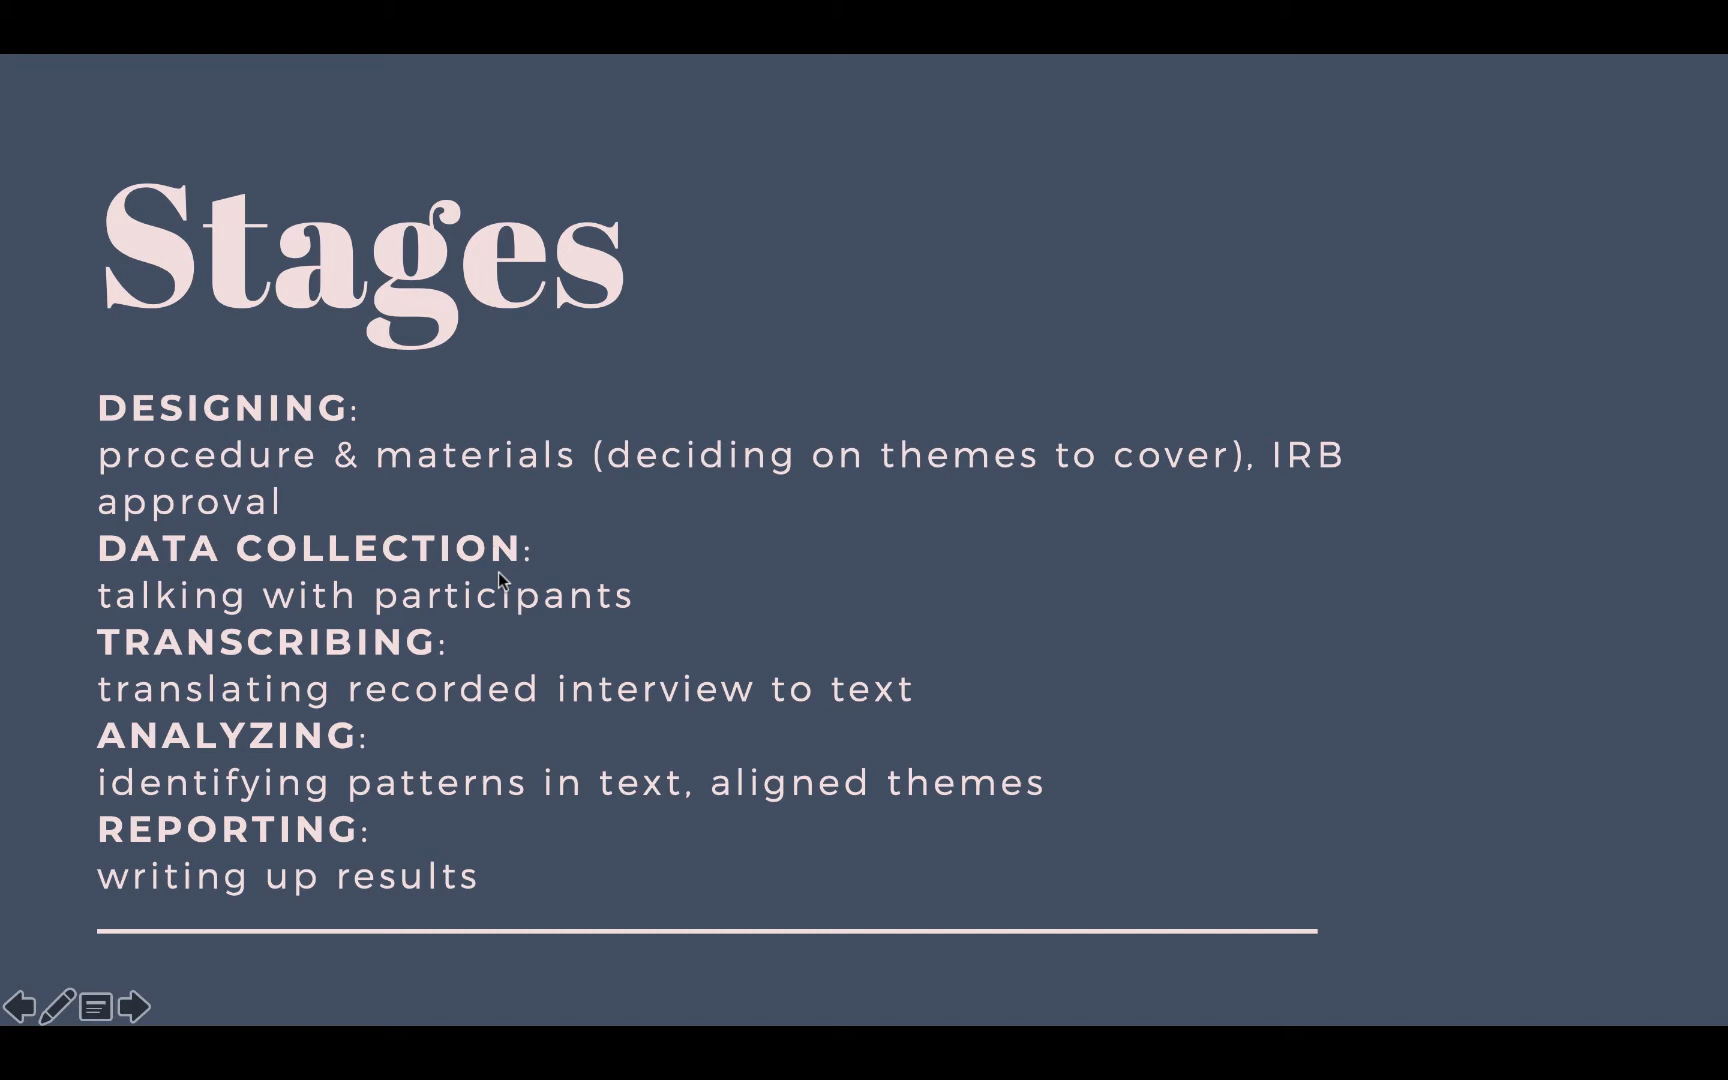 Stages
DESIGNING:
procedure & materials (deciding on themes to cover), IRB
approval
DATA COLLECTION:
talking with participants
TRANSCRIBING:
translating recorded interview to text
ANALYZING:
identifying patterns in text, aligned themes
REPORTING:
writing up results